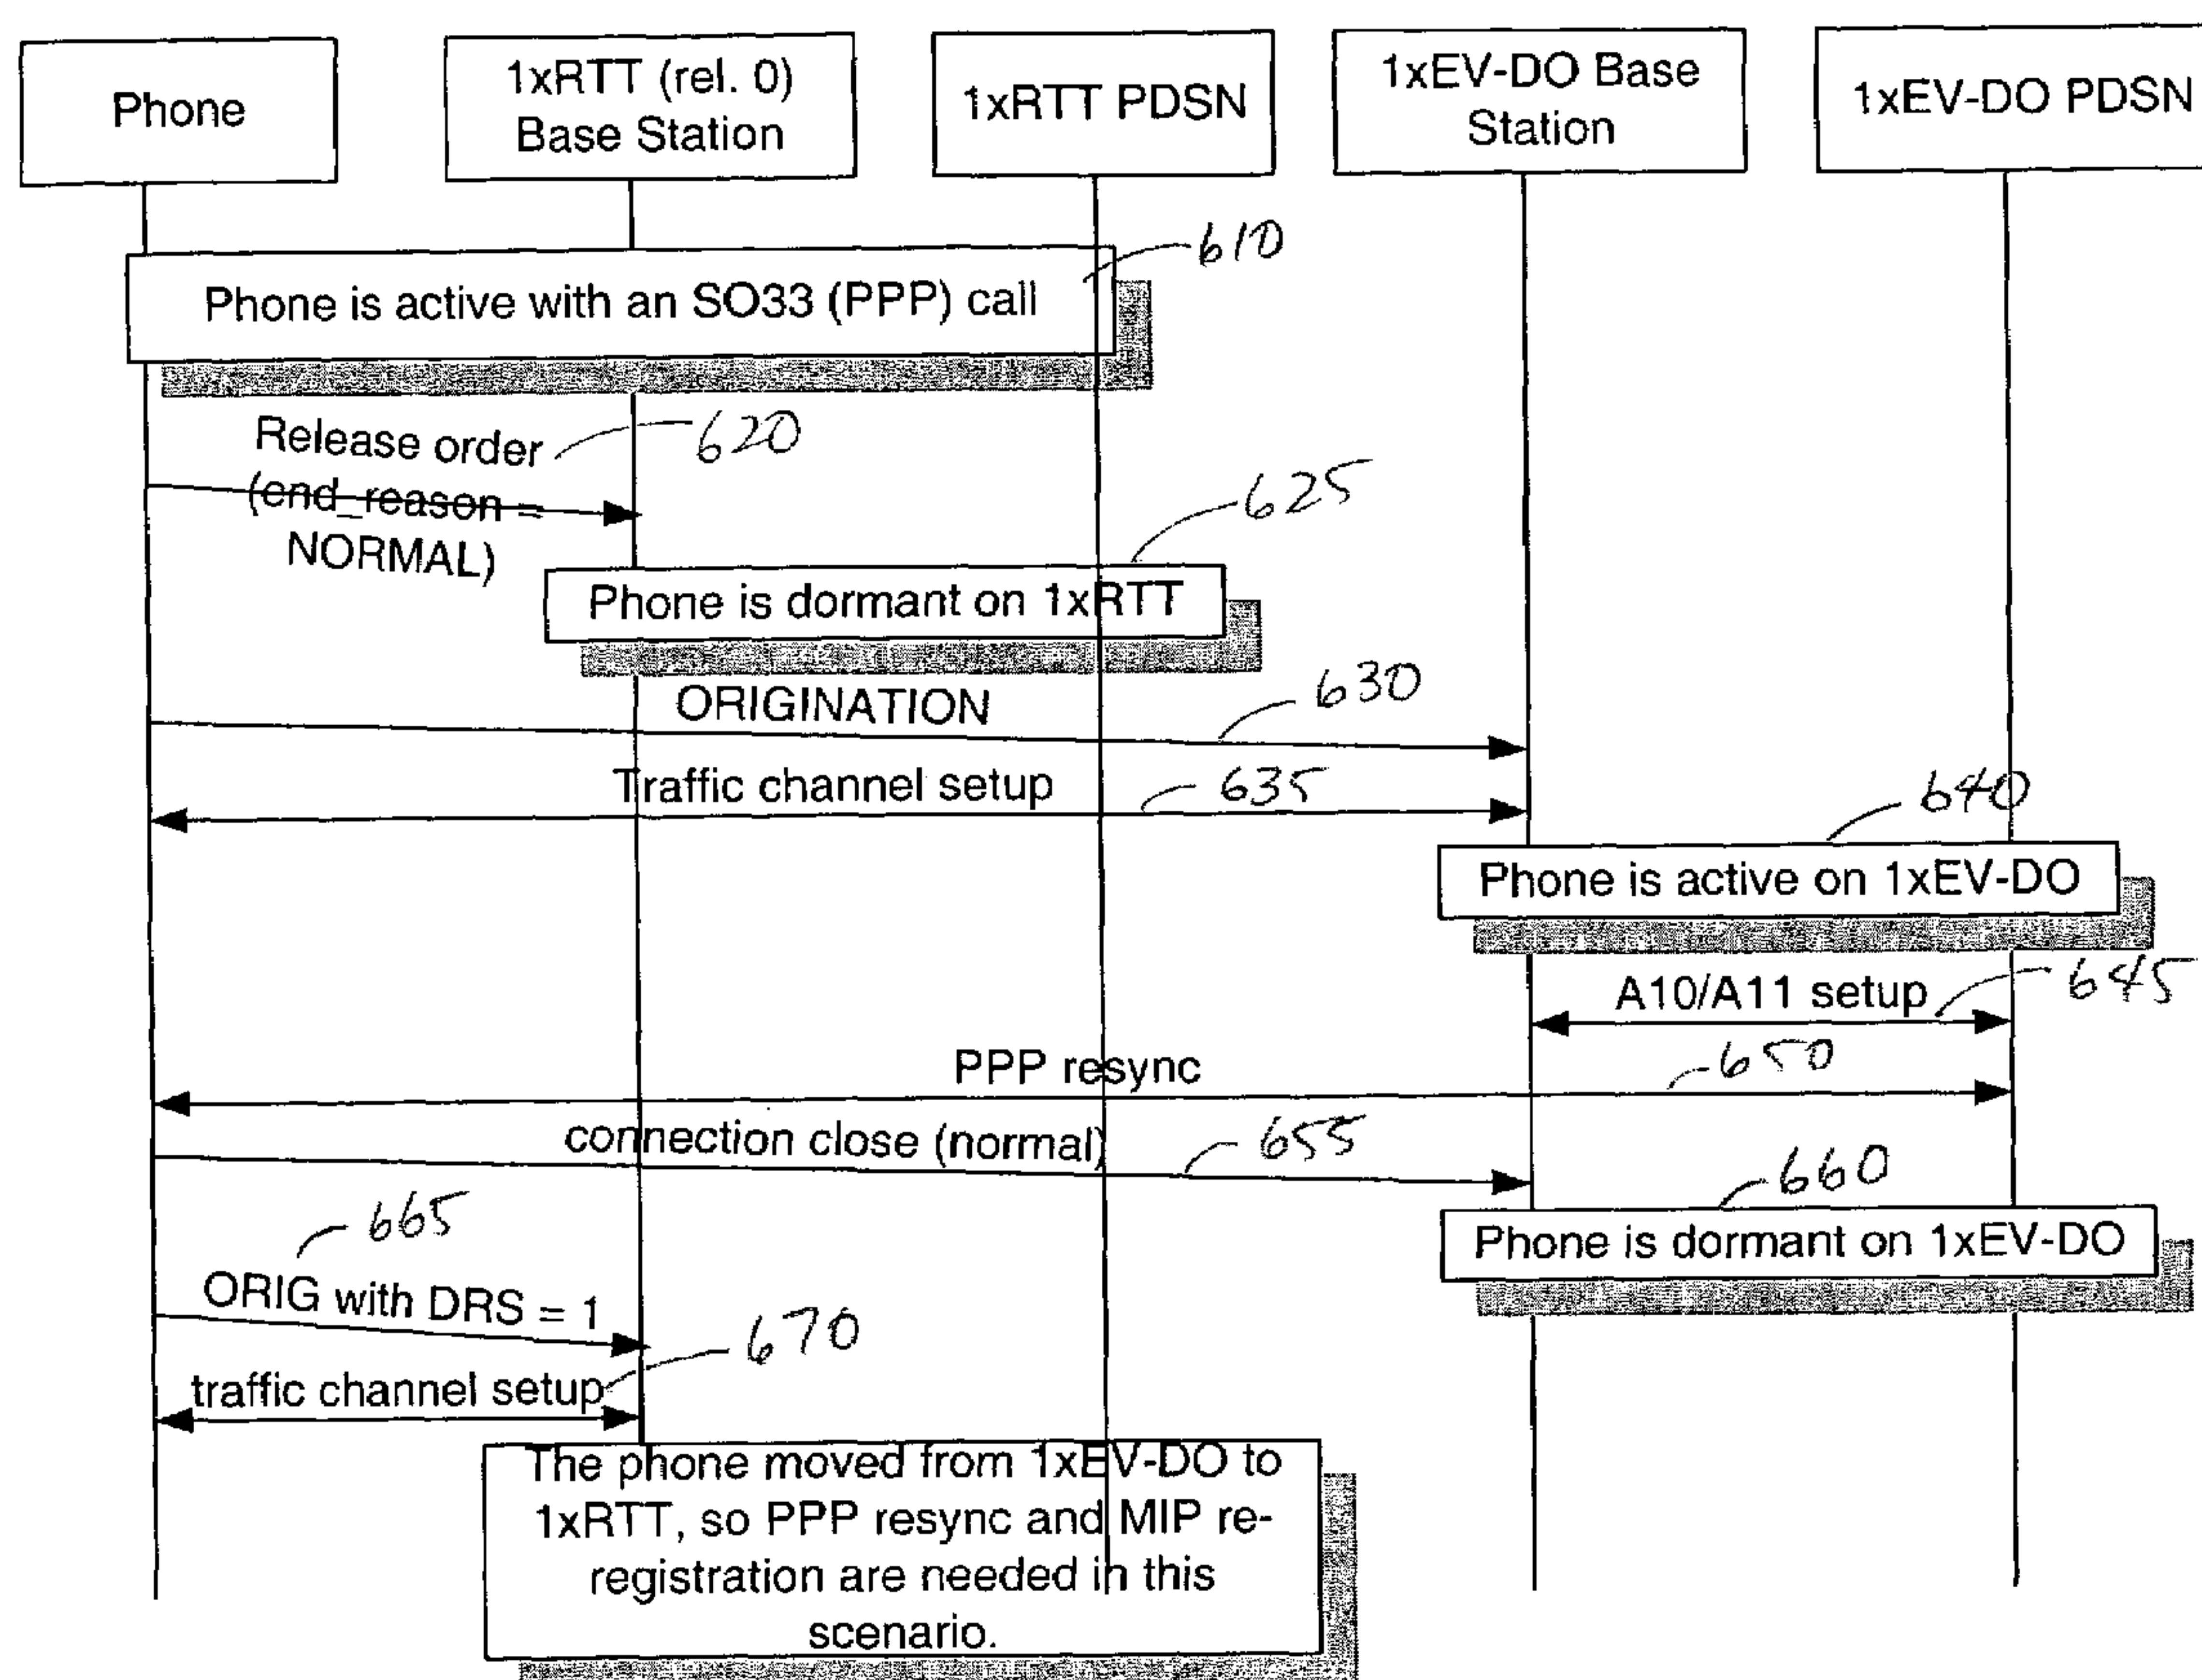 Phone
1xRTT (rel. 0)
Base Station
1xRTT PDSN
1xEV-DO Base
Station
1xEV-DO PDSN
610
Phone is active with an SO33 (PPP) call
Release order
620
(end_reason =
NORMAL)
625
Phone is dormant on 1xRTT
ORIGINATION
630
Traffic channel setup
635
640
Phone is active on 1xEV-DO
A10/A11 setup
645
PPP resync
650
connection close (normal)
655
660
Phone is dormant on 1xEV-DO
665
ORIG with DRS = 1
670
traffic channel setup
The phone moved from 1xEV-DO to
1xRTT, so PPP resync and MIP re-
registration are needed in this
scenario.